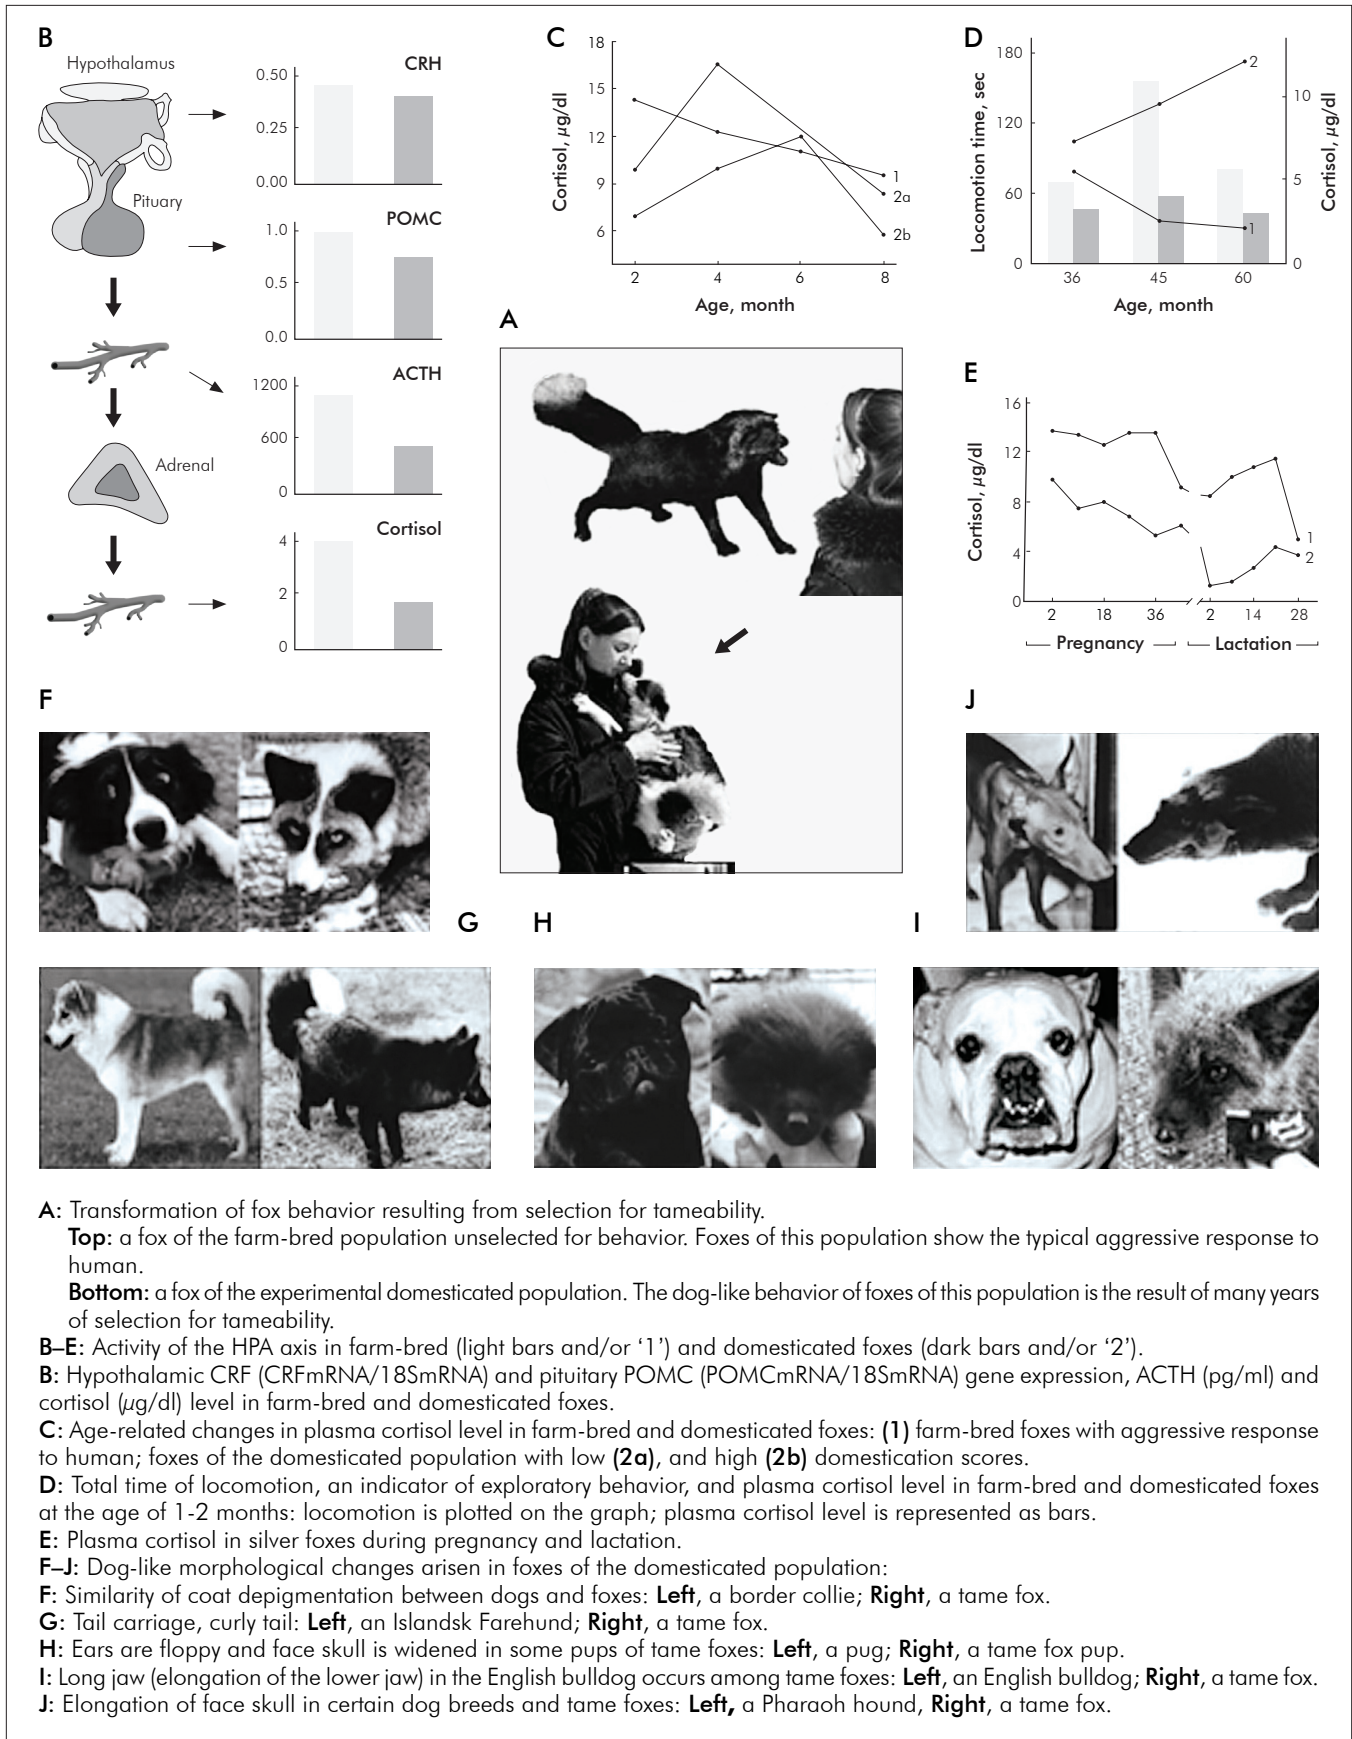 B
Hypothalamus
Pituary
Adrenal
CRH
0.50
0.25
0.00
POMC
1.0
0.5
0.0
ACTH
1200
600
0
Cortisol
4
2
0
C
18
15
12
9
6
Cortisol, µg/dl
1
2a
2b
2 4 6 8
Age, month
D
180
120
60
0
Locomotion time, sec
10
5
0
Cortisol, µg/dl
2
1
36 45 60
Age, month
A
E
16
12
8
4
0
Cortisol, µg/dl
1
2
2 18 36 2 14 28
Pregnancy Lactation
F
J
G
H
I
A: Transformation of fox behavior resulting from selection for tameability.
Top: a fox of the farm-bred population unselected for behavior. Foxes of this population show the typical aggressive response to
human.
Bottom: a fox of the experimental domesticated population. The dog-like behavior of foxes of this population is the result of many years
of selection for tameability.
B–E: Activity of the HPA axis in farm-bred (light bars and/or ‘1’) and domesticated foxes (dark bars and/or ‘2’).
B: Hypothalamic CRF (CRFmRNA/18SmRNA) and pituitary POMC (POMCmRNA/18SmRNA) gene expression, ACTH (pg/ml) and
cortisol (µg/dl) level in farm-bred and domesticated foxes.
C: Age-related changes in plasma cortisol level in farm-bred and domesticated foxes: (1) farm-bred foxes with aggressive response
to human; foxes of the domesticated population with low (2a), and high (2b) domestication scores.
D: Total time of locomotion, an indicator of exploratory behavior, and plasma cortisol level in farm-bred and domesticated foxes
at the age of 1-2 months: locomotion is plotted on the graph; plasma cortisol level is represented as bars.
E: Plasma cortisol in silver foxes during pregnancy and lactation.
F–J: Dog-like morphological changes arisen in foxes of the domesticated population:
F: Similarity of coat depigmentation between dogs and foxes: Left, a border collie; Right, a tame fox.
G: Tail carriage, curly tail: Left, an Islandsk Farehund; Right, a tame fox.
H: Ears are floppy and face skull is widened in some pups of tame foxes: Left, a pug; Right, a tame fox pup.
I: Long jaw (elongation of the lower jaw) in the English bulldog occurs among tame foxes: Left, an English bulldog; Right, a tame fox.
J: Elongation of face skull in certain dog breeds and tame foxes: Left, a Pharaoh hound, Right, a tame fox.